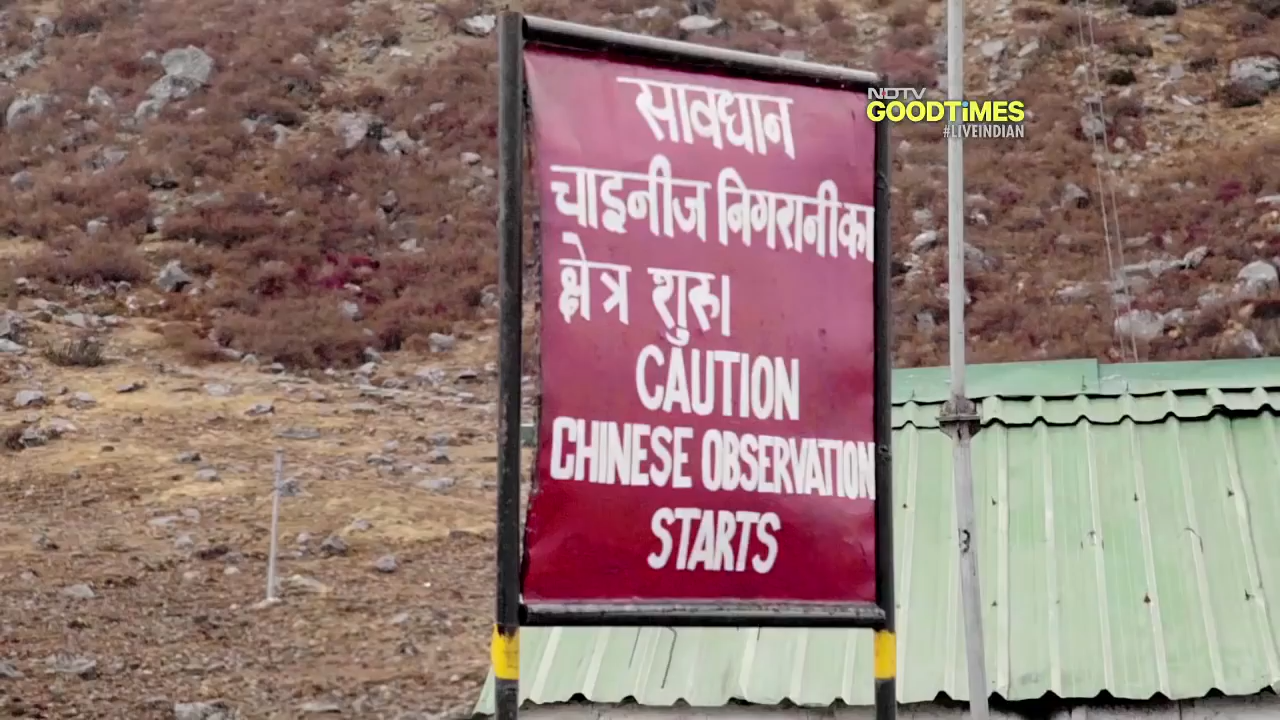 सावधान
चाइनीज निगरानी का
क्षेत्र शुरू।
CAUTION
CHINESE OBSERVATION
STARTS
NDTV
GOODTiMES
#LIVEINDIAN